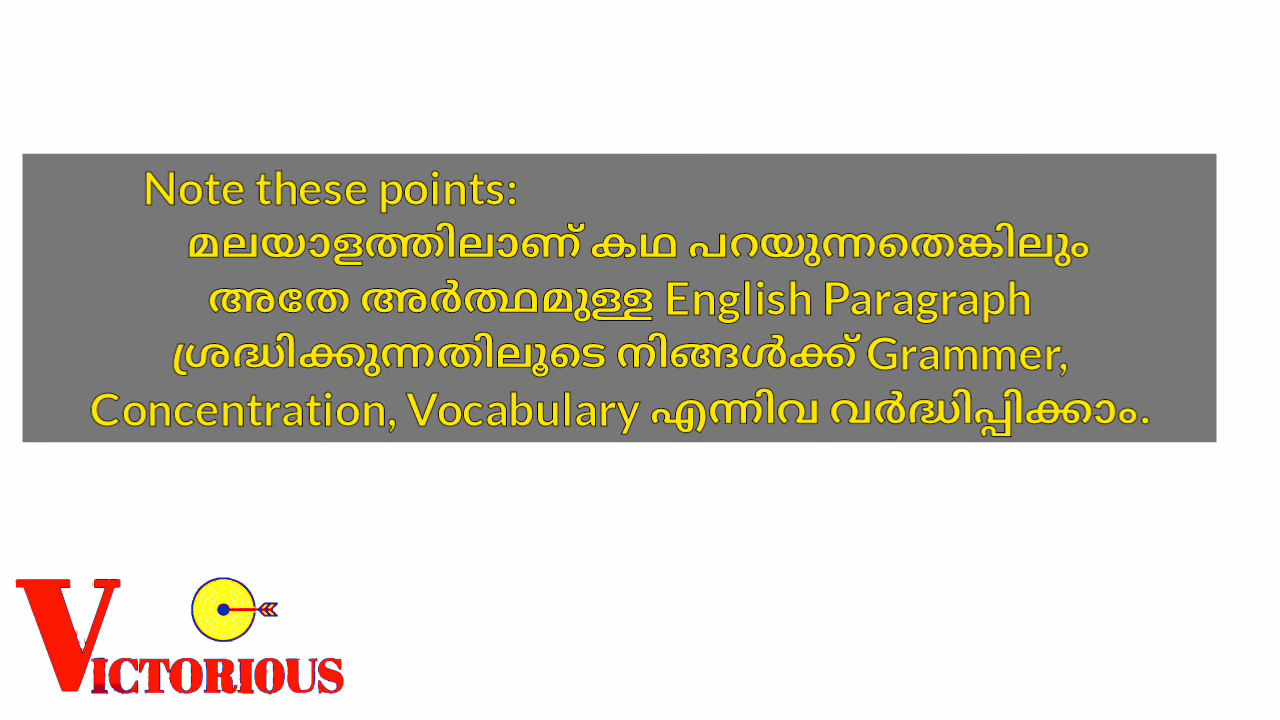 Note these points:
മലയാളത്തിലാണ് കഥ പറയുന്നതെങ്കിലും
അതേ അർത്ഥമുള്ള English Paragraph
ശ്രദ്ധിക്കുന്നതിലൂടെ നിങ്ങൾക്ക് Grammer,
Concentration, Vocabulary എന്നിവ വർദ്ധിപ്പിക്കാം.
VICTORIOUS